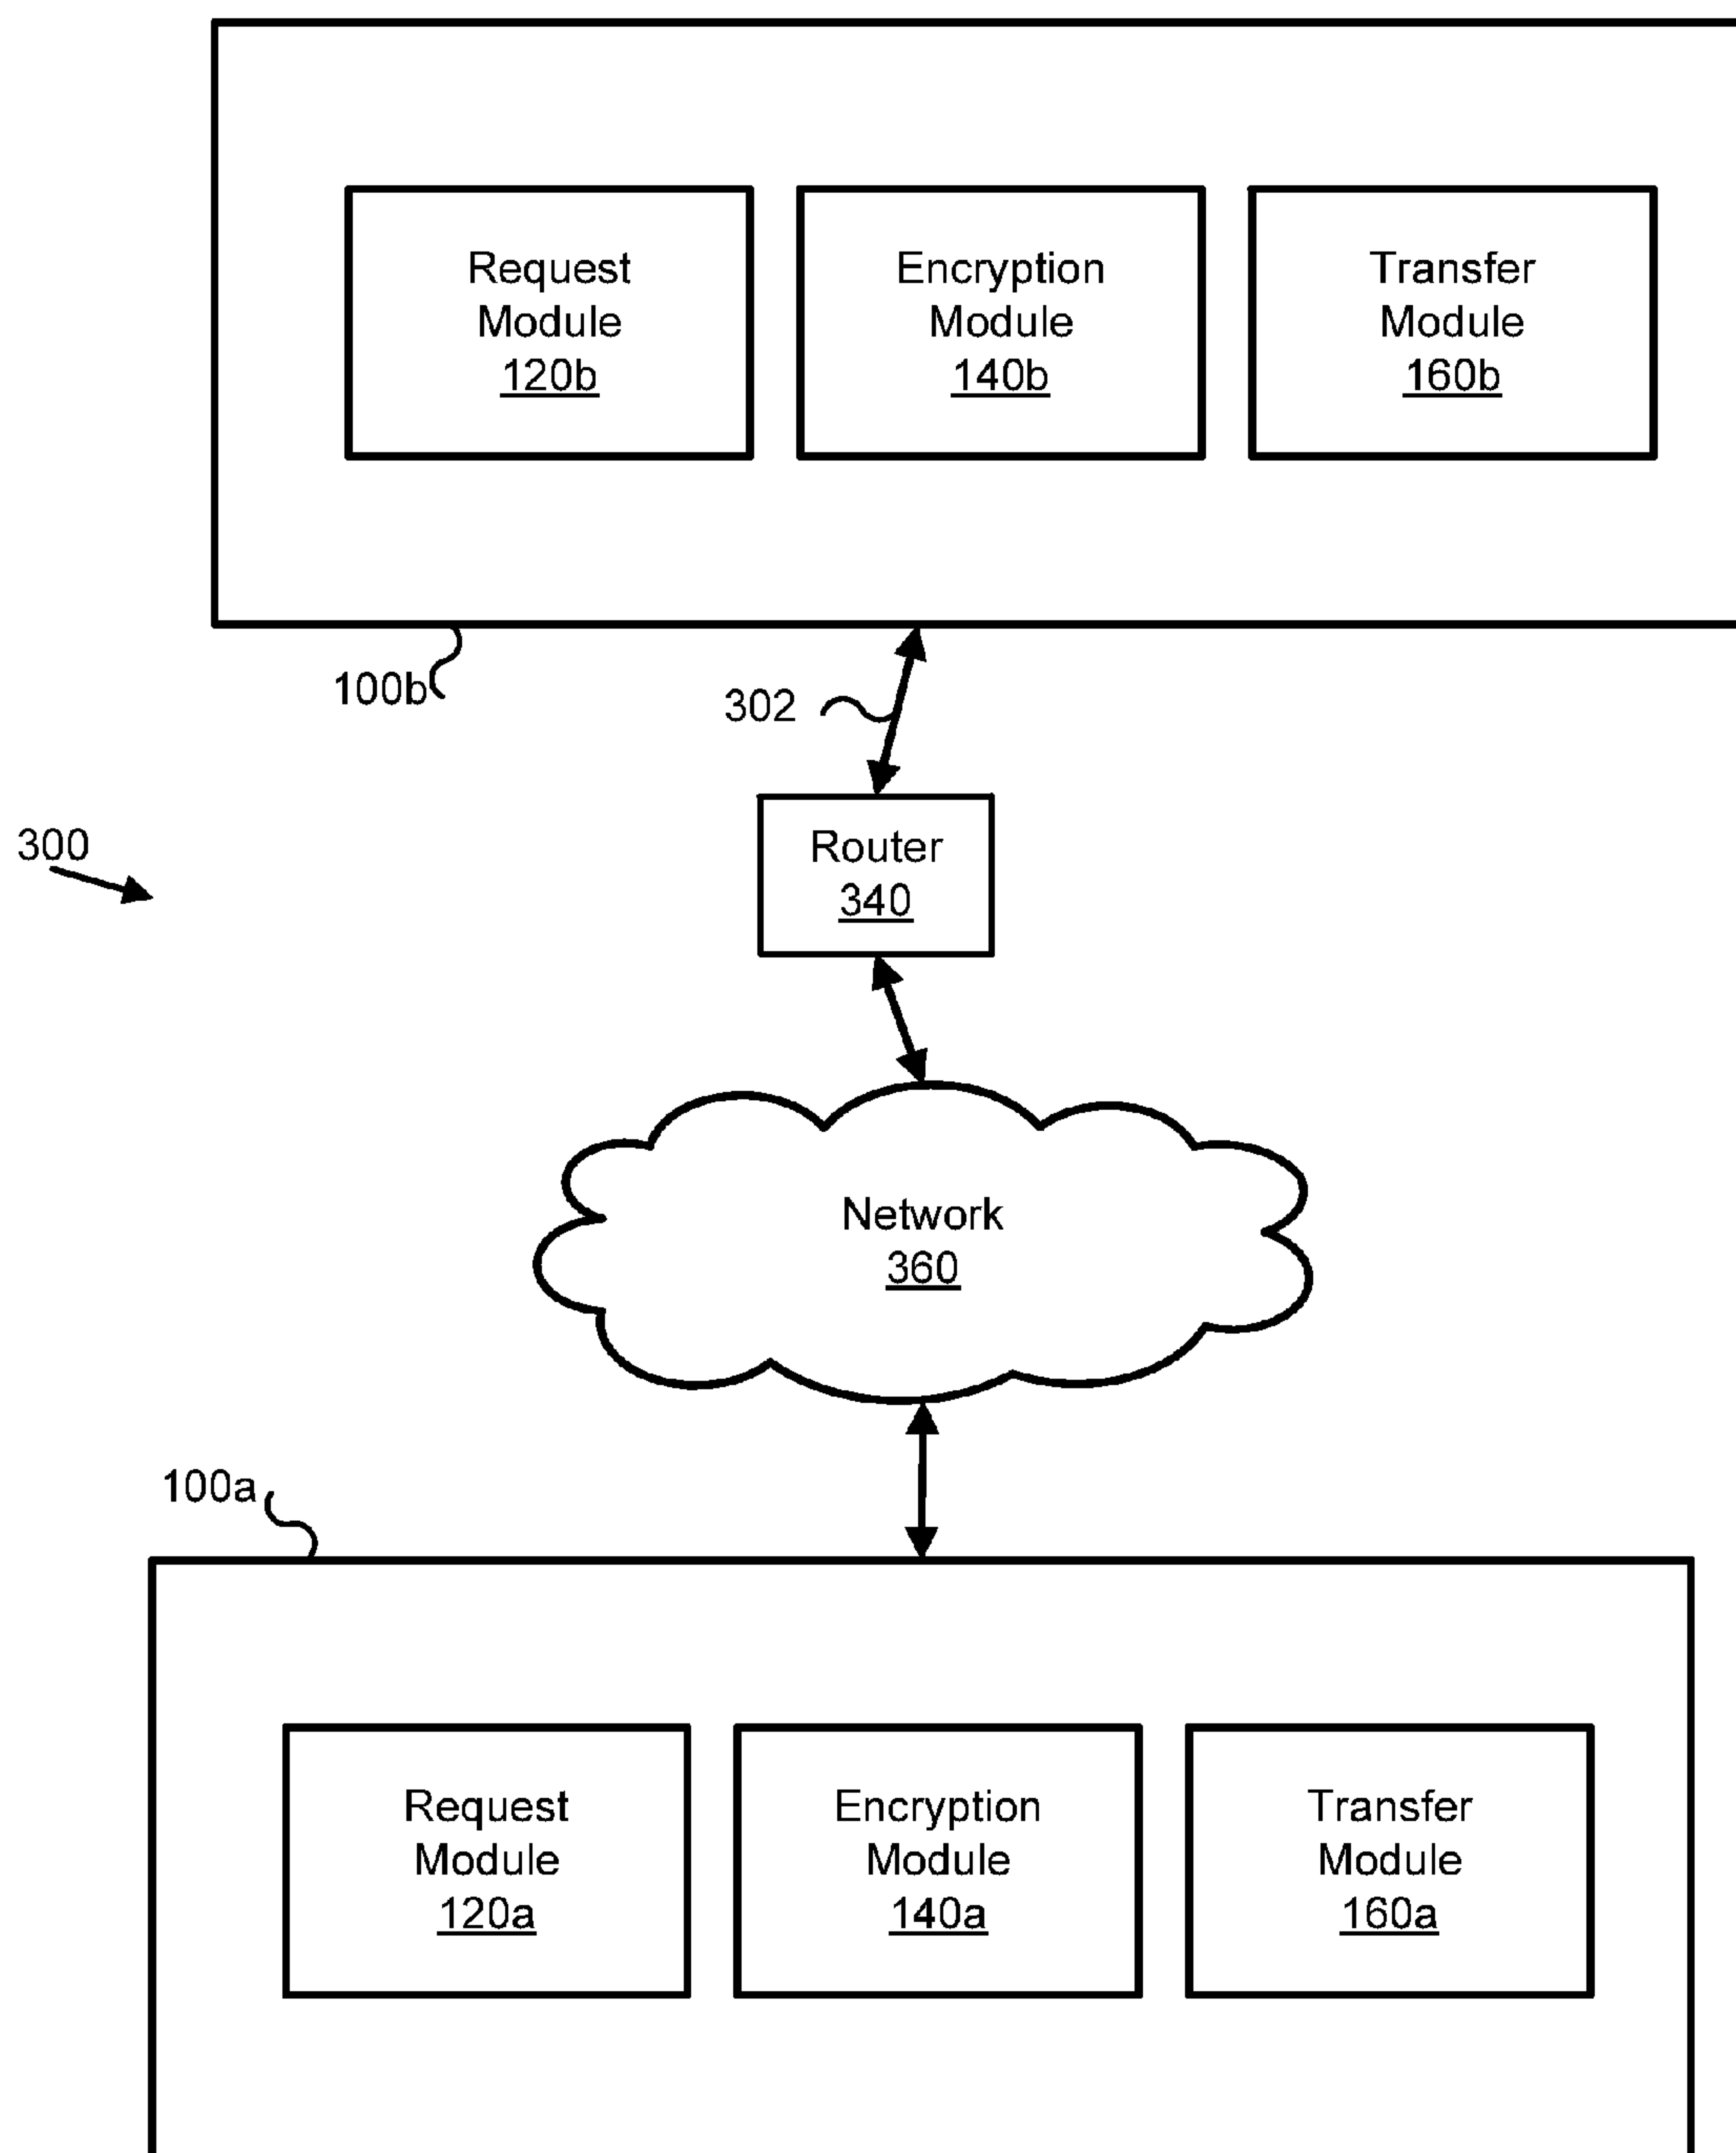 Request
Module
120b
Encryption
Module
140b
Transfer
Module
160b
100b
302
300
Router
340
Network
360
100a
Request
Module
120a
Encryption
Module
140a
Transfer
Module
160a